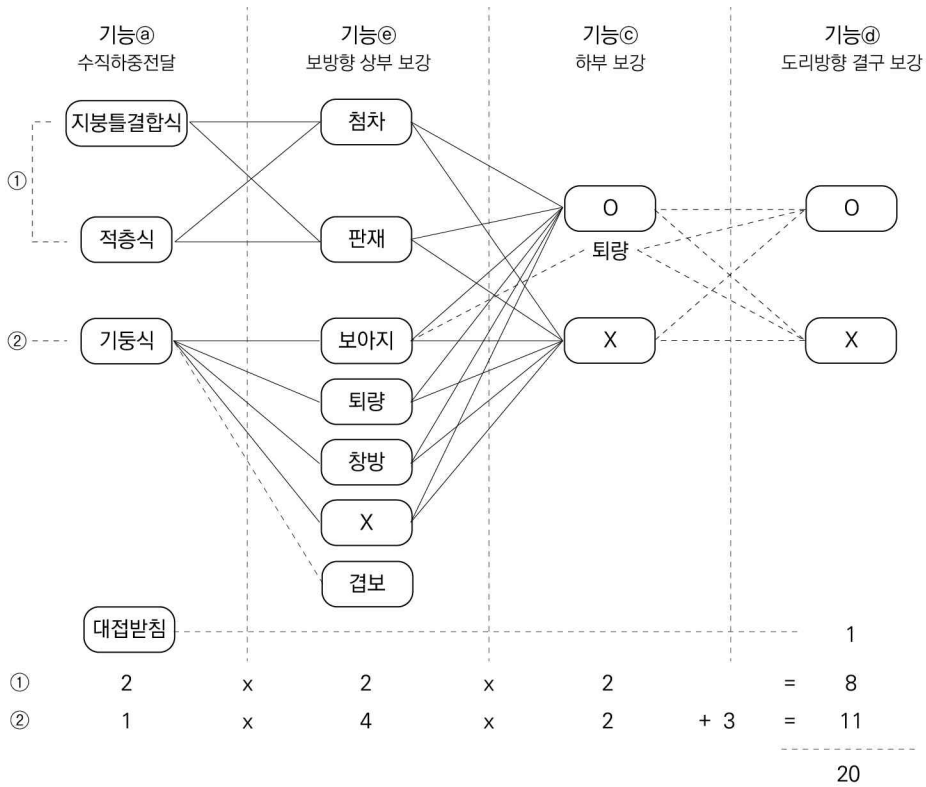 기능ⓐ
수직하중전달
기능ⓔ
보방향 상부 보강
기능ⓒ
하부 보강
기능ⓓ
도리방향 결구 보강
지붕틀결합식
첨차
①
O
O
적층식
판재
퇴량
②
기둥식
보아지
X
X
퇴량
창방
X
겹보
대접받침
1
① 2 x 2 x 2 = 8
② 1 x 4 x 2 + 3 = 11
20